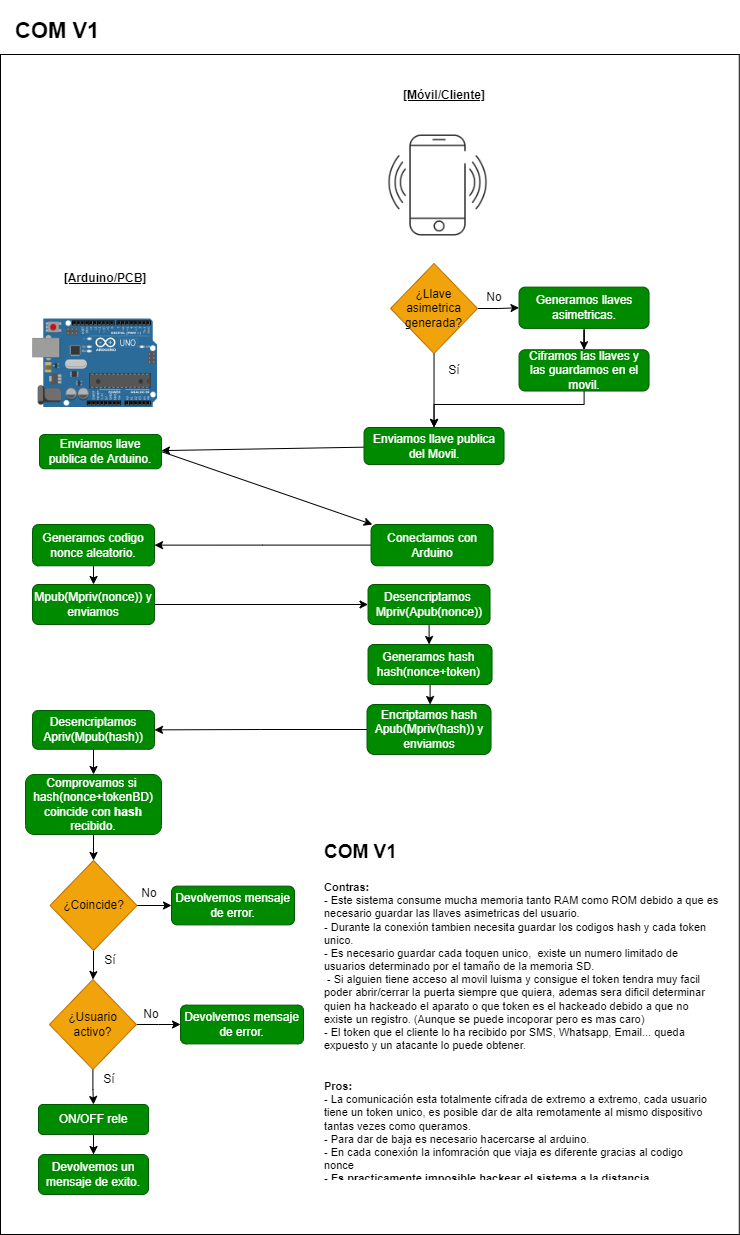 COM V1
[Móvil/Cliente]
[Arduino/PCB]
UNO
ARDUINO
¿Llave
asimetrica
generada?
No
Generamos llaves
asimetricas.
Ciframos las llaves y
las guardamos en el
movil.
Sí
Enviamos llave publica
del Movil.
Enviamos llave
publica de Arduino.
Conectamos con
Arduino
Generamos codigo
nonce aleatorio.
Mpub(Mpriv(nonce)) y
enviamos
Desencriptamos
Mpriv(Apub(nonce))
Generamos hash
hash(nonce+token)
Encriptamos hash
Apub(Mpriv(hash)) y
enviamos
Desencriptamos
Apriv(Mpub(hash))
Comprovamos si
hash(nonce+tokenBD)
coincide con hash
recibido.
¿Coincide?
No
Devolvemos mensaje
de error.
Sí
¿Usuario
activo?
No
Devolvemos mensaje
de error.
Sí
ON/OFF rele
Devolvemos un
mensaje de exito.
COM V1
Contras:
- Este sistema consume mucha memoria tanto RAM como ROM debido a que es
necesario guardar las llaves asimetricas del usuario.
- Durante la conexión tambien necesita guardar los codigos hash y cada token
unico.
- Es necesario guardar cada toquen unico, existe un numero limitado de
usuarios determinado por el tamaño de la memoria SD.
- Si alguien tiene acceso al movil luisma y consigue el token tendra muy facil
poder abrir/cerrar la puerta siempre que quiera, ademas sera dificil determinar
quien ha hackeado el aparato o que token es el hackeado debido a que no
existe un registro. (Aunque se puede incoporar pero es mas caro)
- El token que el cliente lo ha recibido por SMS, Whatsapp, Email... queda
expuesto y un atacante lo puede obtener.
Pros:
- La comunicación esta totalmente cifrada de extremo a extremo, cada usuario
tiene un token unico, es posible dar de alta remotamente al mismo dispositivo
tantas veces como queramos.
- Para dar de baja es necesario hacercarse al arduino.
- En cada conexión la infomración que viaja es diferente gracias al codigo
nonce
- Es practicamente imposible hackear el sistema a la distancia